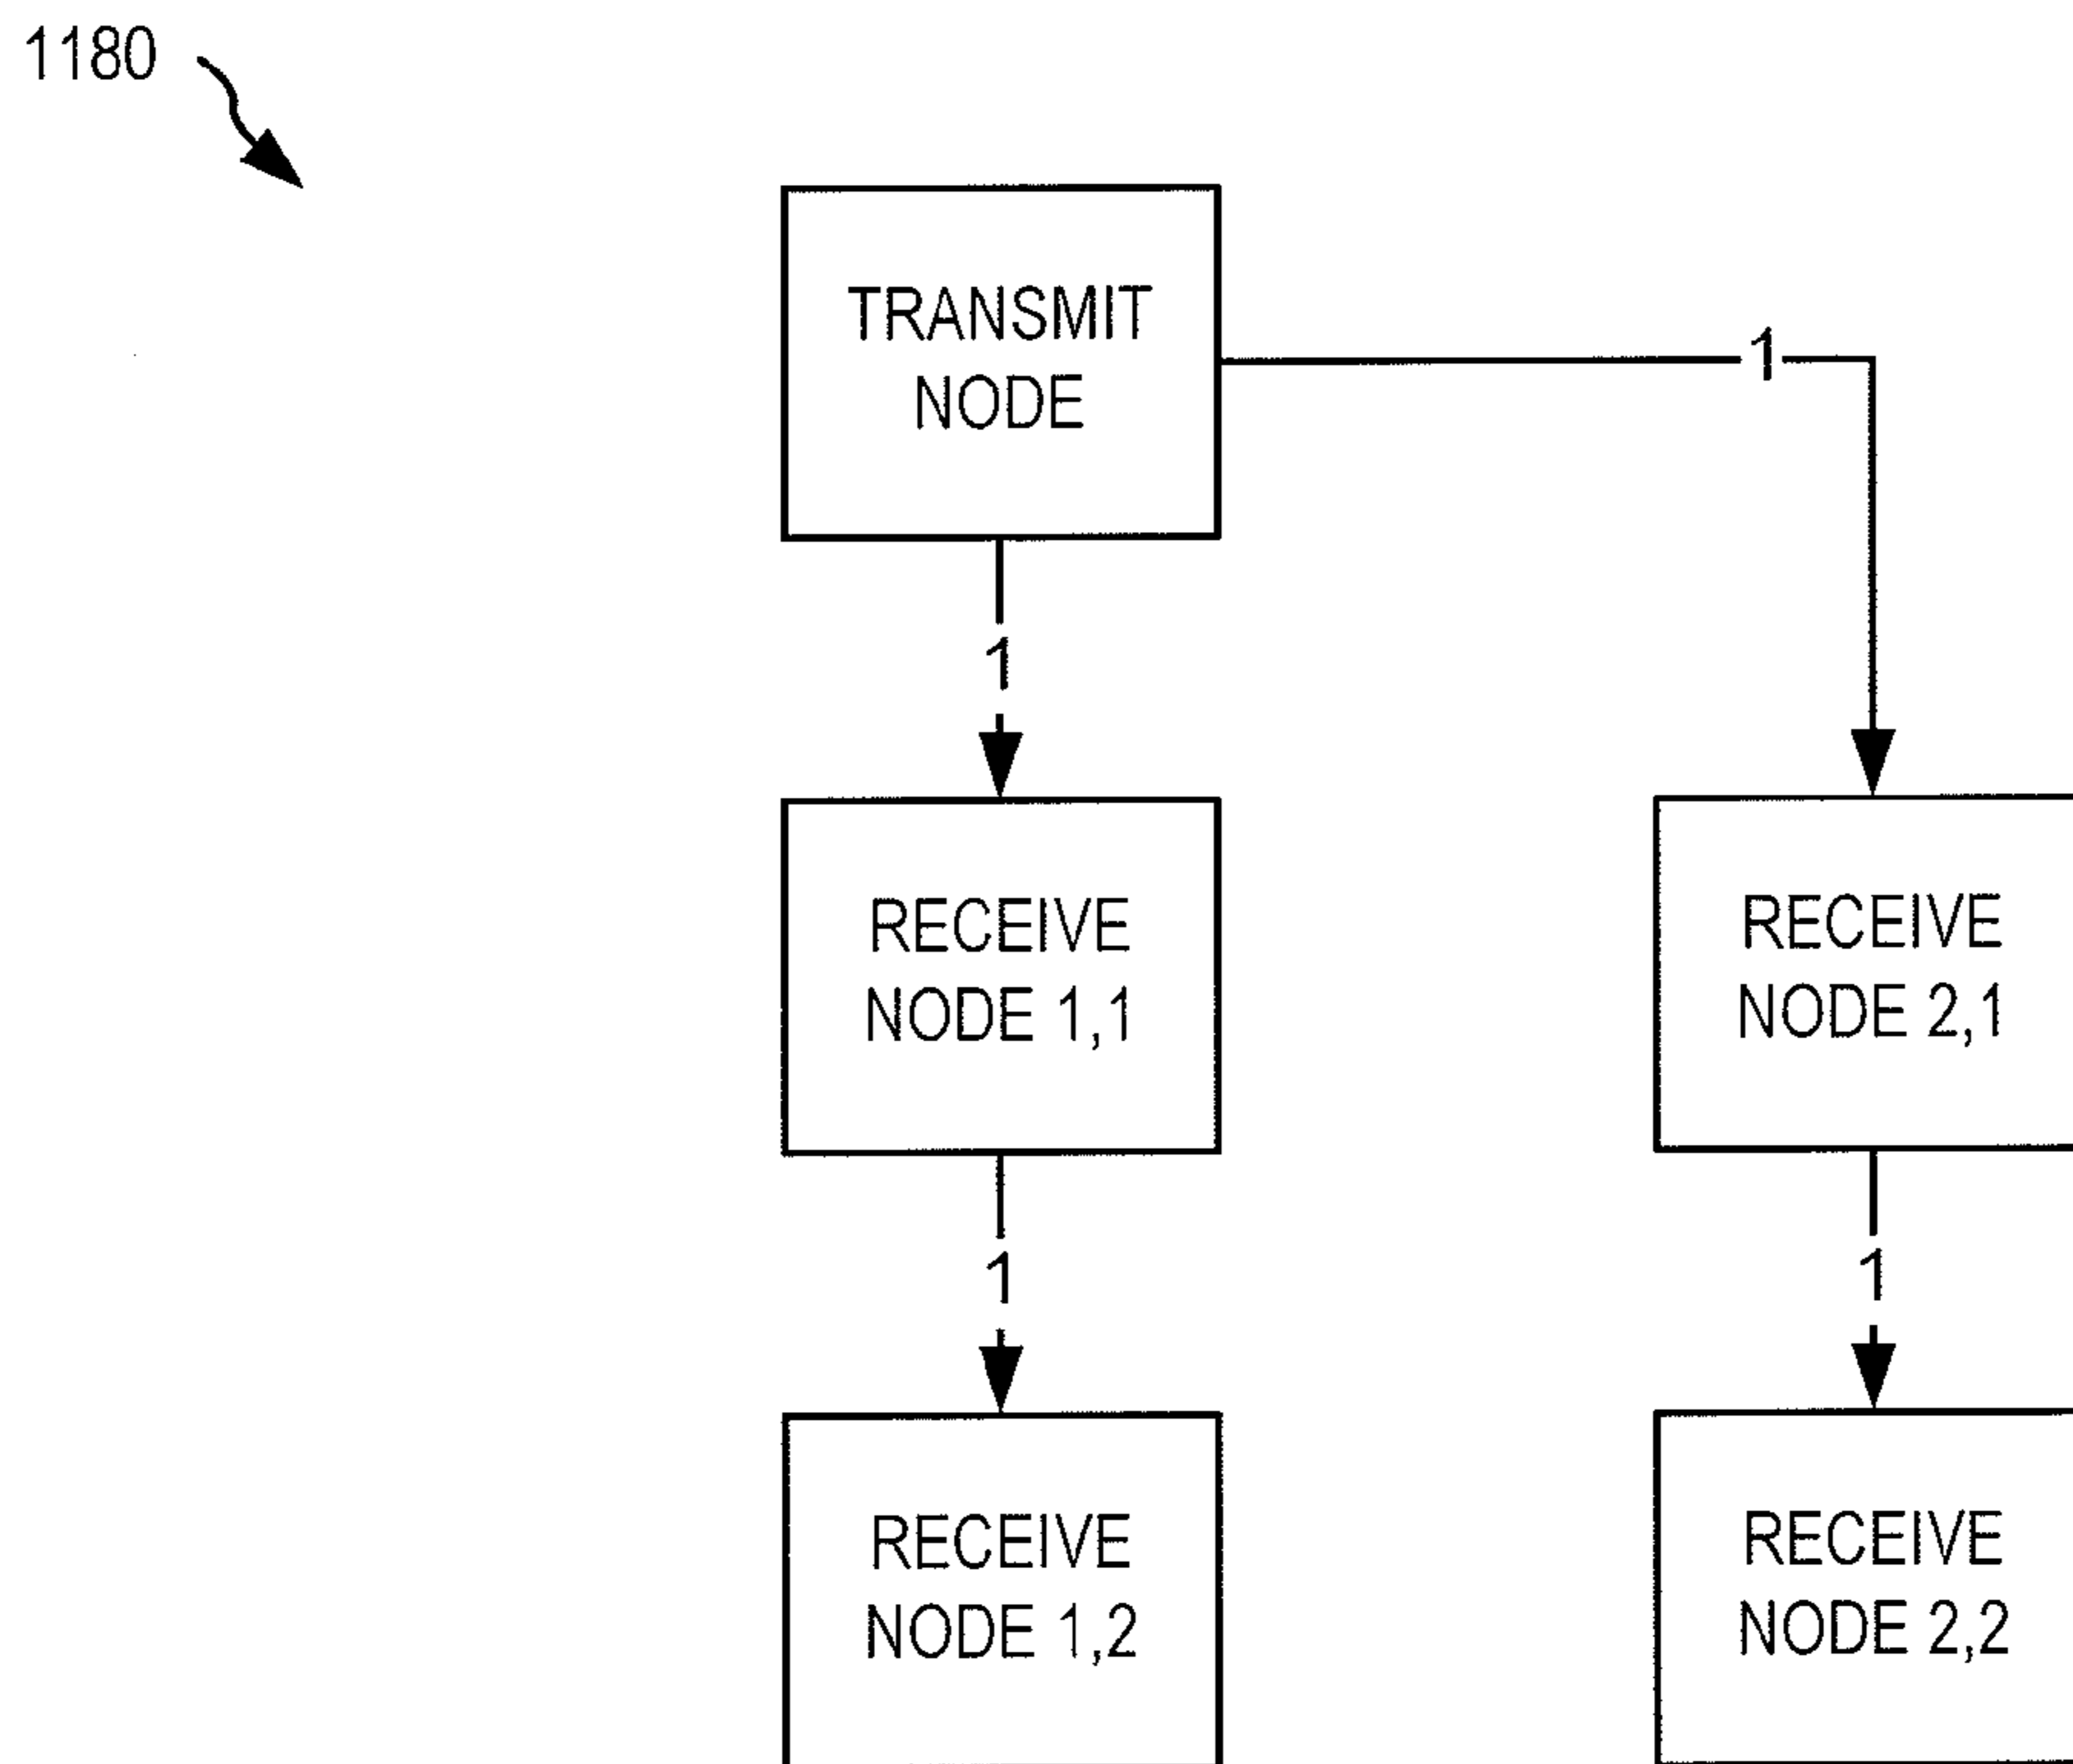 1180
TRANSMIT
NODE
1
1
RECEIVE
NODE 1,1
RECEIVE
NODE 2,1
1
1
RECEIVE
NODE 1,2
RECEIVE
NODE 2,2